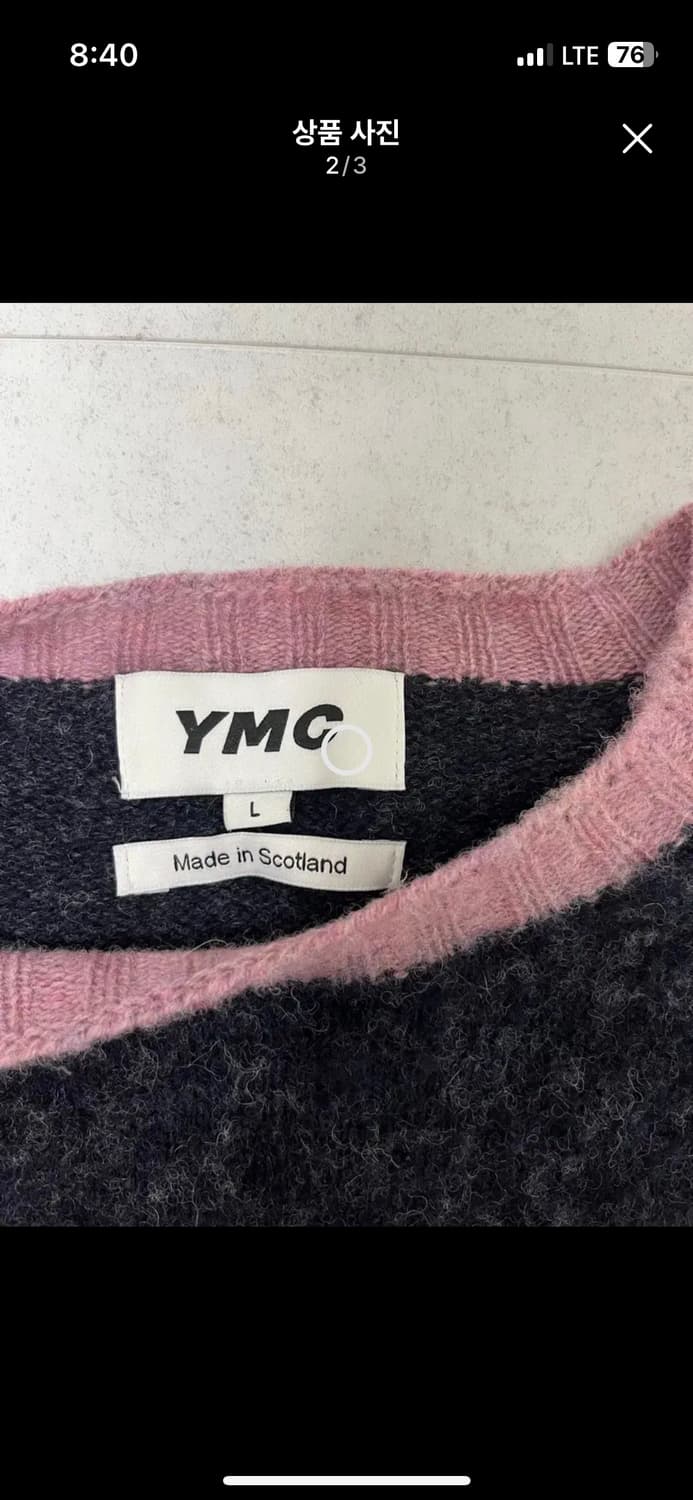 8:40
LTE 76
상품 사진
2/3
YMC
L
Made in Scotland